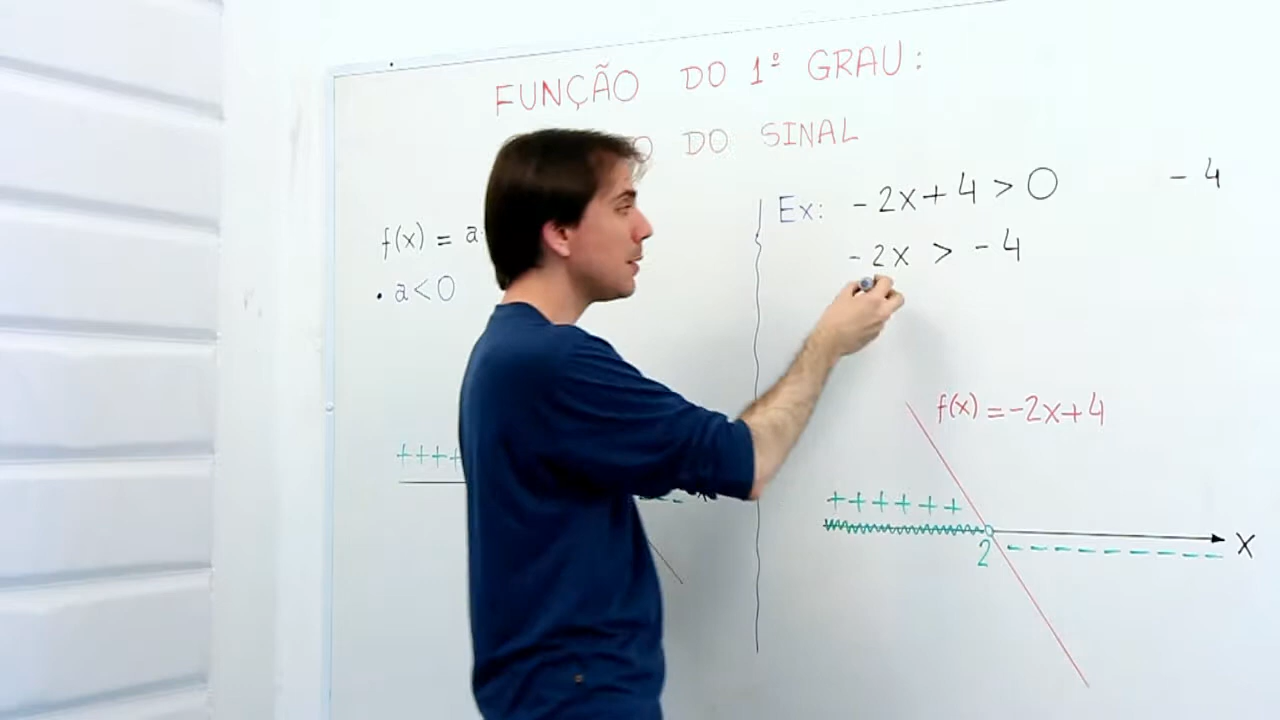 FUNÇÃO DO 1º GRAU:
DO SINAL
f(x) = a
• a < 0
++++
Ex: -2x + 4 > 0
-2x > -4
-4
f(x) = -2x+4
++++++
2
x